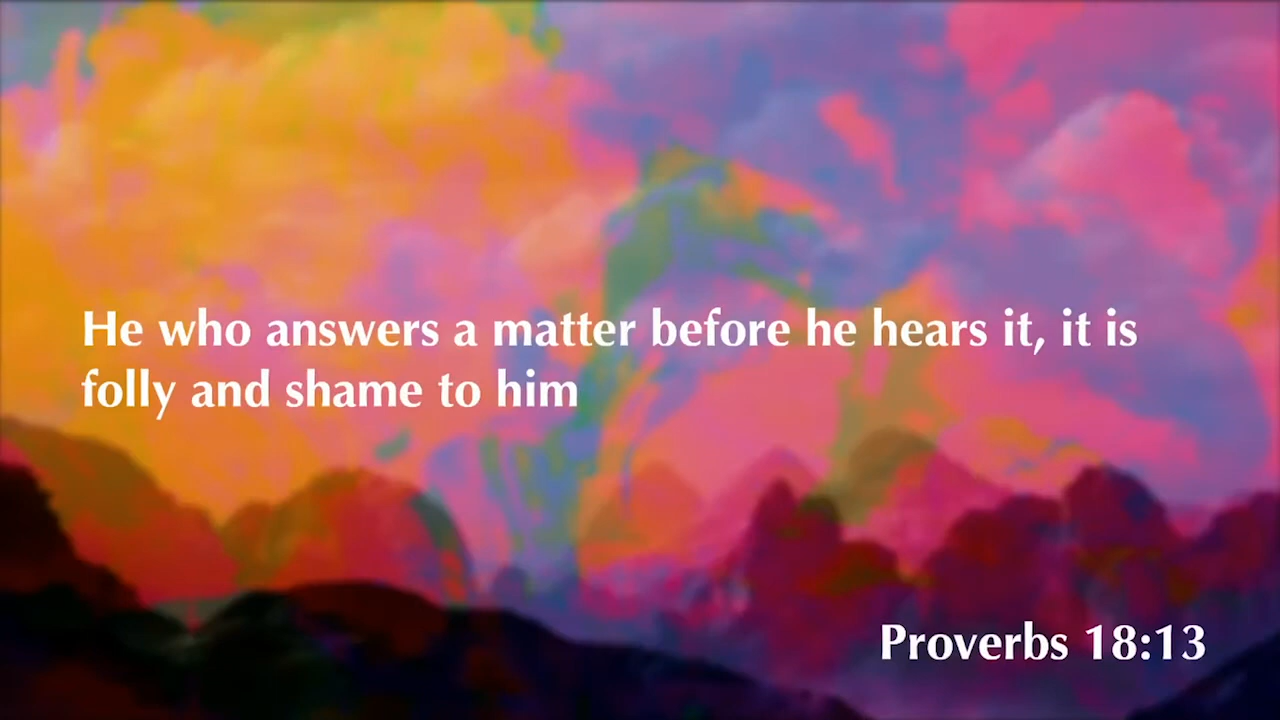 He who answers a matter before he hears it, it is
folly and shame to him
Proverbs 18:13